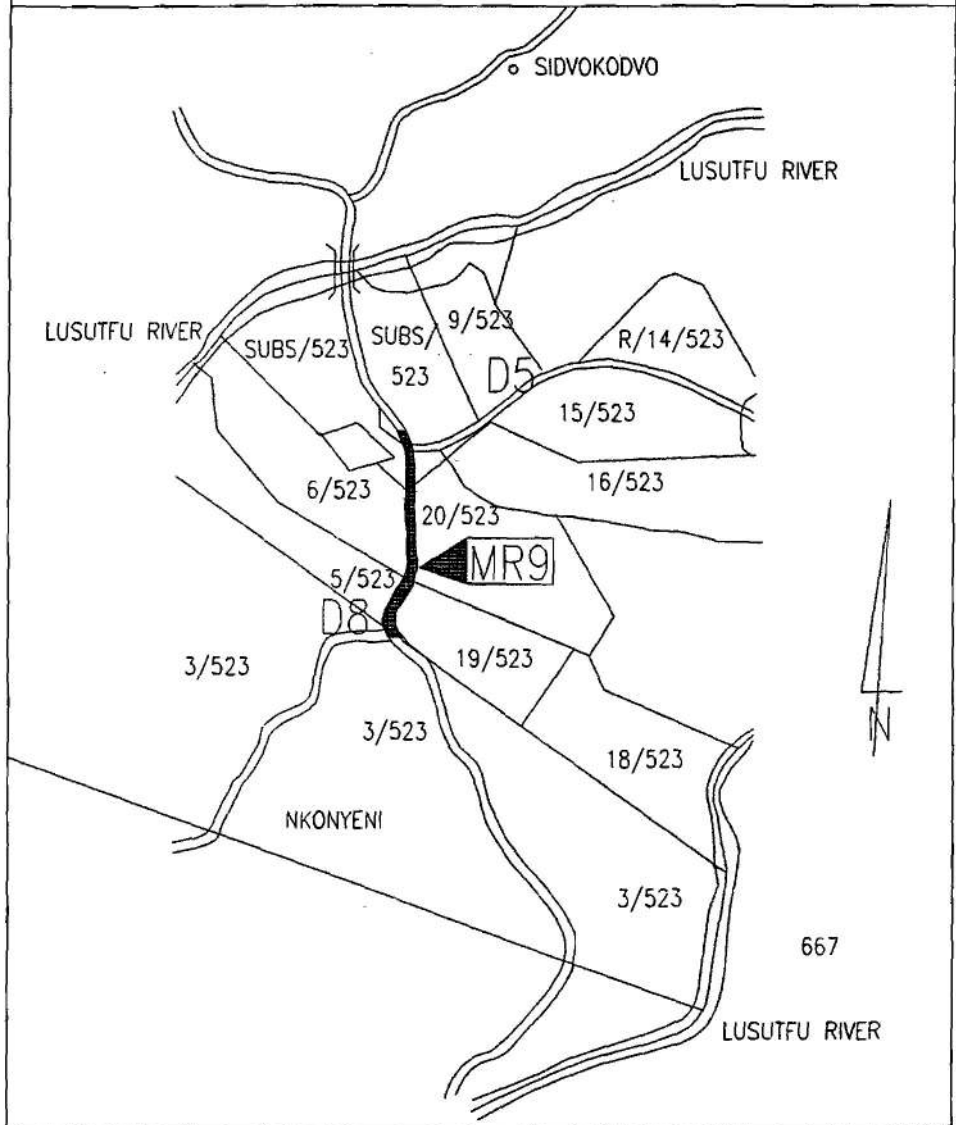 SIDVOKODVO
LUSUTFU RIVER
LUSUTFU RIVER
SUBS/523
SUBS/
523
9/523
R/14/523
D5
15/523
16/523
6/523
20/523
MR9
5/523
D8
19/523
3/523
3/523
N
18/523
NKONYENI
3/523
667
LUSUTFU RIVER